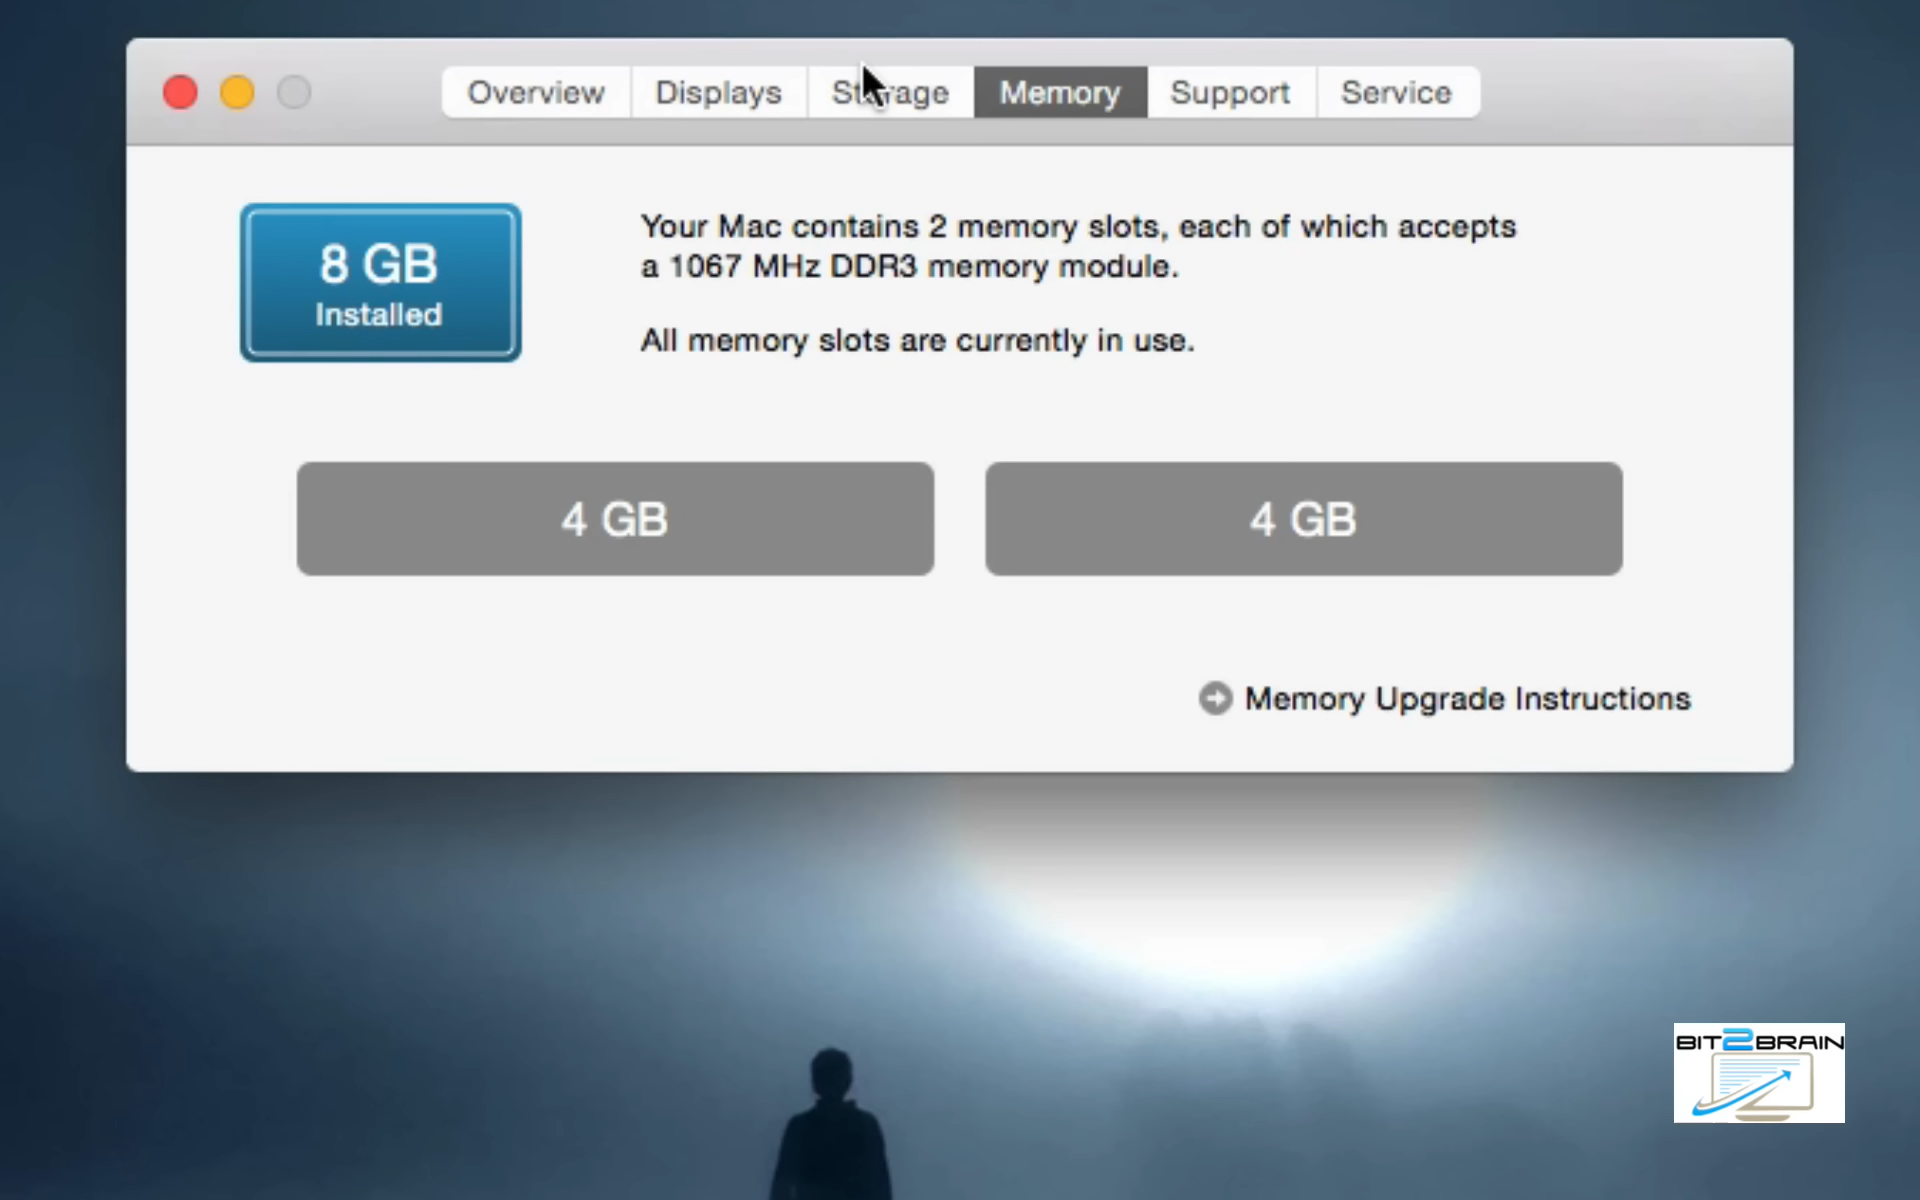 Overview Displays Storage Memory Support Service
8 GB
Installed
Your Mac contains 2 memory slots, each of which accepts
a 1067 MHz DDR3 memory module.
All memory slots are currently in use.
4 GB
4 GB
Memory Upgrade Instructions
BIT2BRAIN